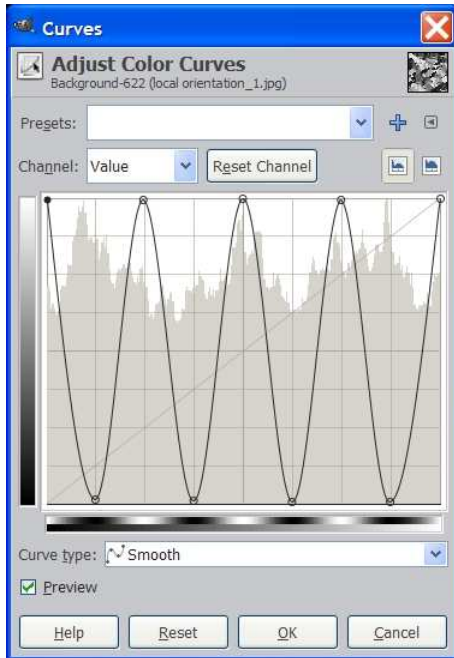 Curves
Adjust Color Curves
Background-622 (local orientation_1.jpg)
Presets:
Channel: Value Reset Channel
Curve type: Smooth
Preview
Help Reset OK Cancel